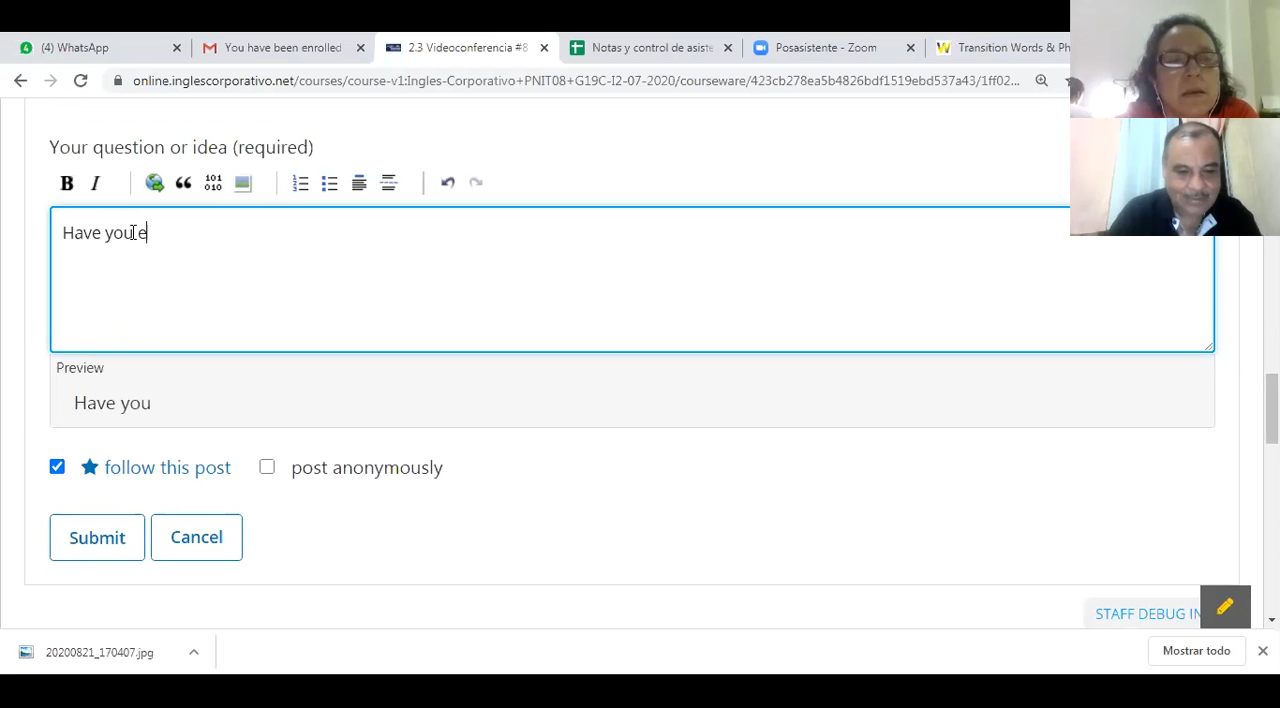 (4) WhatsApp
You have been enrolled
2.3 Videoconferencia #8
Notas y control de asiste
Posasistente - Zoom
Transition Words & Ph
online.inglescorporativo.net/courses/course-v1:Ingles-Corporativo+PNIT08+G19C-I2-07-2020/courseware/423cb278ea5b4826bdf1519ebd537a43/1ff02...
Your question or idea (required)
B I 101 010
Have you e
Preview
Have you
follow this post
post anonymously
Submit
Cancel
STAFF DEBUG IN
20200821_170407.jpg
Mostrar todo